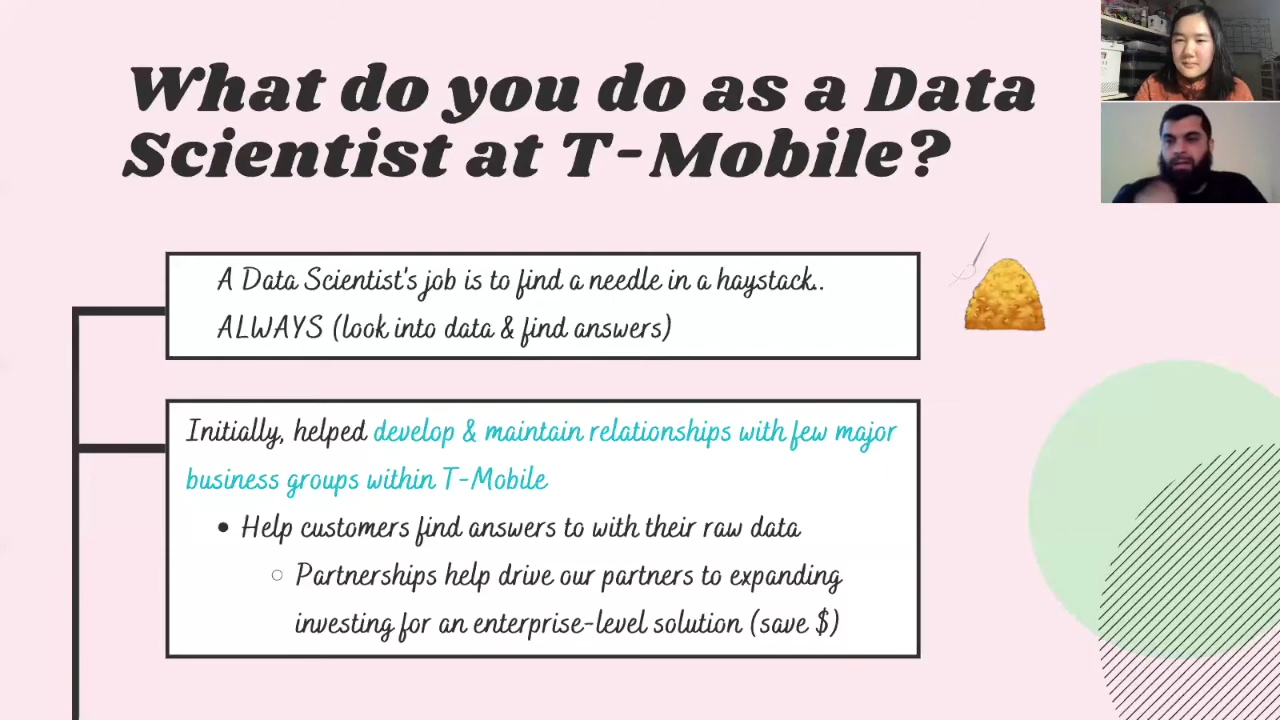 What do you do as a Data
Scientist at T-Mobile?
A Data Scientist's job is to find a needle in a haystack..
ALWAYS (look into data & find answers)
Initially, helped develop & maintain relationships with few major
business groups within T-Mobile
• Help customers find answers to with their raw data
○ Partnerships help drive our partners to expanding
investing for an enterprise-level solution (save $)